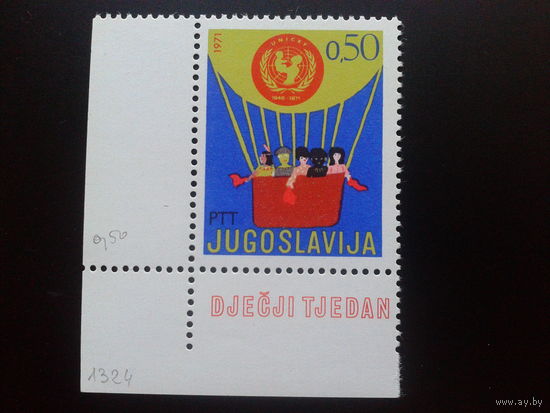 1971
UNICEF
0,50
1946-1971
PTT
JUGOSLAVIJA
0,50
DJEČJI TJEDAN
1324
www.ay.by